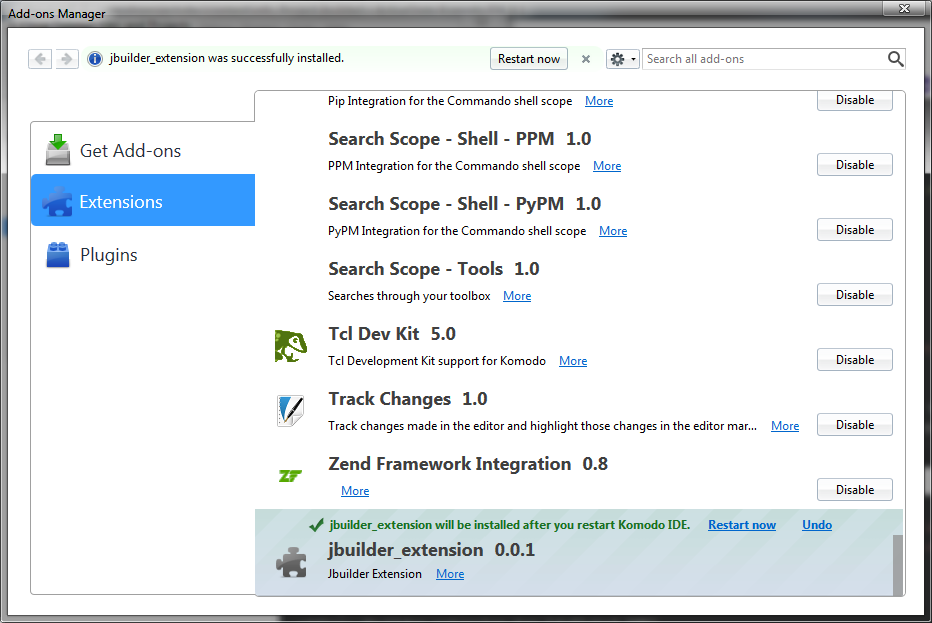 Add-ons Manager
jbuilder_extension was successfully installed.
Restart now
Search all add-ons
Get Add-ons
Extensions
Plugins
Pip Integration for the Commando shell scope More
Disable
Search Scope - Shell - PPM 1.0
PPM Integration for the Commando shell scope More
Disable
Search Scope - Shell - PyPM 1.0
PyPM Integration for the Commando shell scope More
Disable
Search Scope - Tools 1.0
Searches through your toolbox More
Disable
Tcl Dev Kit 5.0
Tcl Development Kit support for Komodo More
Disable
Track Changes 1.0
Track changes made in the editor and highlight those changes in the editor mar... More
Disable
ZF
Zend Framework Integration 0.8
More
Disable
jbuilder_extension will be installed after you restart Komodo IDE. Restart now Undo
jbuilder_extension 0.0.1
Jbuilder Extension More